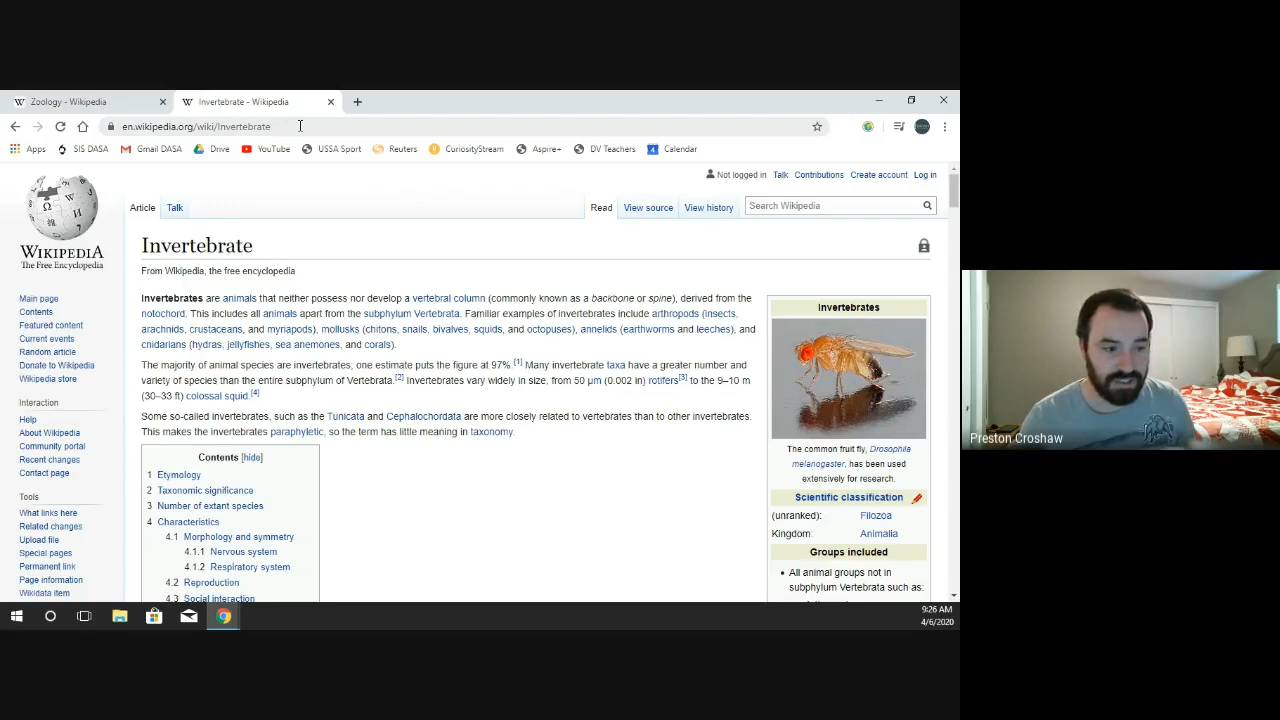 Zoology - Wikipedia
Invertebrate - Wikipedia
en.wikipedia.org/wiki/Invertebrate
Apps SIS DASA Gmail DASA Drive YouTube USSA Sport Reuters CuriosityStream Aspire+ DV Teachers 4 Calendar
Not logged in Talk Contributions Create account Log in
Article Talk Read View source View history Search Wikipedia
WIKIPEDIA
The Free Encyclopedia
Main page
Contents
Featured content
Current events
Random article
Donate to Wikipedia
Wikipedia store
Interaction
Help
About Wikipedia
Community portal
Recent changes
Contact page
Tools
What links here
Related changes
Upload file
Special pages
Permanent link
Page information
Wikidata item
Invertebrate
From Wikipedia, the free encyclopedia
Invertebrates are animals that neither possess nor develop a vertebral column (commonly known as a backbone or spine), derived from the
notochord. This includes all animals apart from the subphylum Vertebrata. Familiar examples of invertebrates include arthropods (insects,
arachnids, crustaceans, and myriapods), mollusks (chitons, snails, bivalves, squids, and octopuses), annelids (earthworms and leeches), and
cnidarians (hydras, jellyfishes, sea anemones, and corals).
The majority of animal species are invertebrates; one estimate puts the figure at 97%.[1] Many invertebrate taxa have a greater number and
variety of species than the entire subphylum of Vertebrata.[2] Invertebrates vary widely in size, from 50 μm (0.002 in) rotifers[3] to the 9–10 m
(30–33 ft) colossal squid.[4]
Some so-called invertebrates, such as the Tunicata and Cephalochordata are more closely related to vertebrates than to other invertebrates.
This makes the invertebrates paraphyletic, so the term has little meaning in taxonomy.
Contents [hide]
1 Etymology
2 Taxonomic significance
3 Number of extant species
4 Characteristics
4.1 Morphology and symmetry
4.1.1 Nervous system
4.1.2 Respiratory system
4.2 Reproduction
4.3 Social interaction
Invertebrates
The common fruit fly, Drosophila
melanogaster, has been used
extensively for research.
Scientific classification
(unranked): Filozoa
Kingdom: Animalia
Groups included
• All animal groups not in
subphylum Vertebrata such as:
9:26 AM
4/6/2020
Preston Croshaw